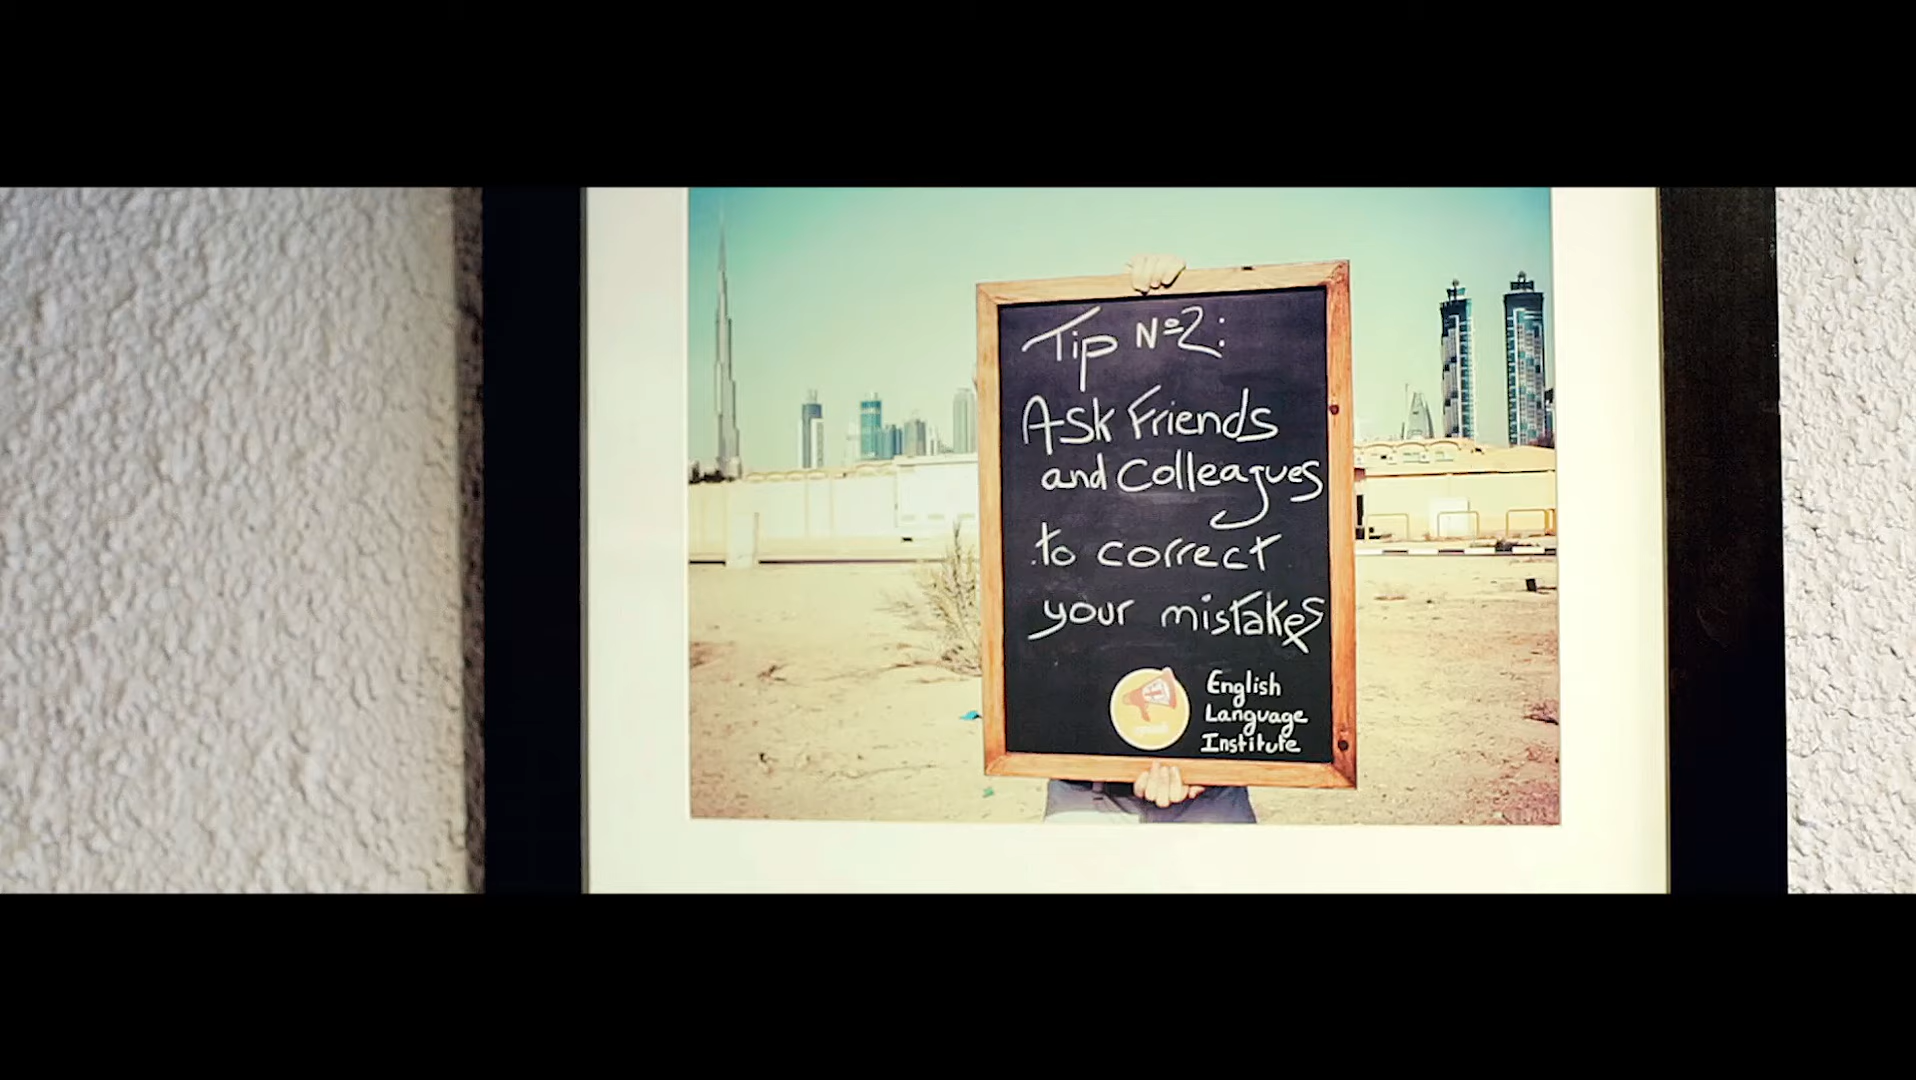 Tip Nº2:
Ask Friends
and Colleagues
to correct
your mistakes
English
Language
Institute